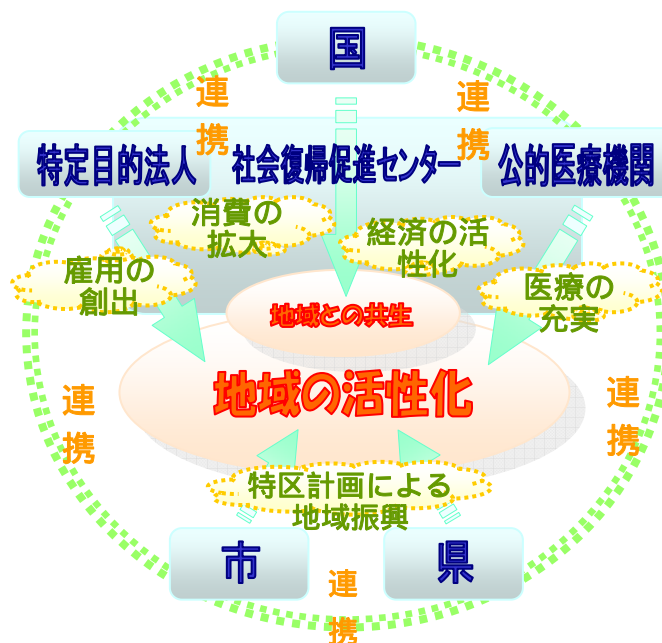 国
連
携
連
携
特定目的法人
社会復帰促進センター
公的医療機関
消費の
拡大
経済の活
性化
雇用の
創出
医療の
充実
地域との共生
地域の活性化
連
携
連
携
特区計画による
地域振興
市
県
連
携